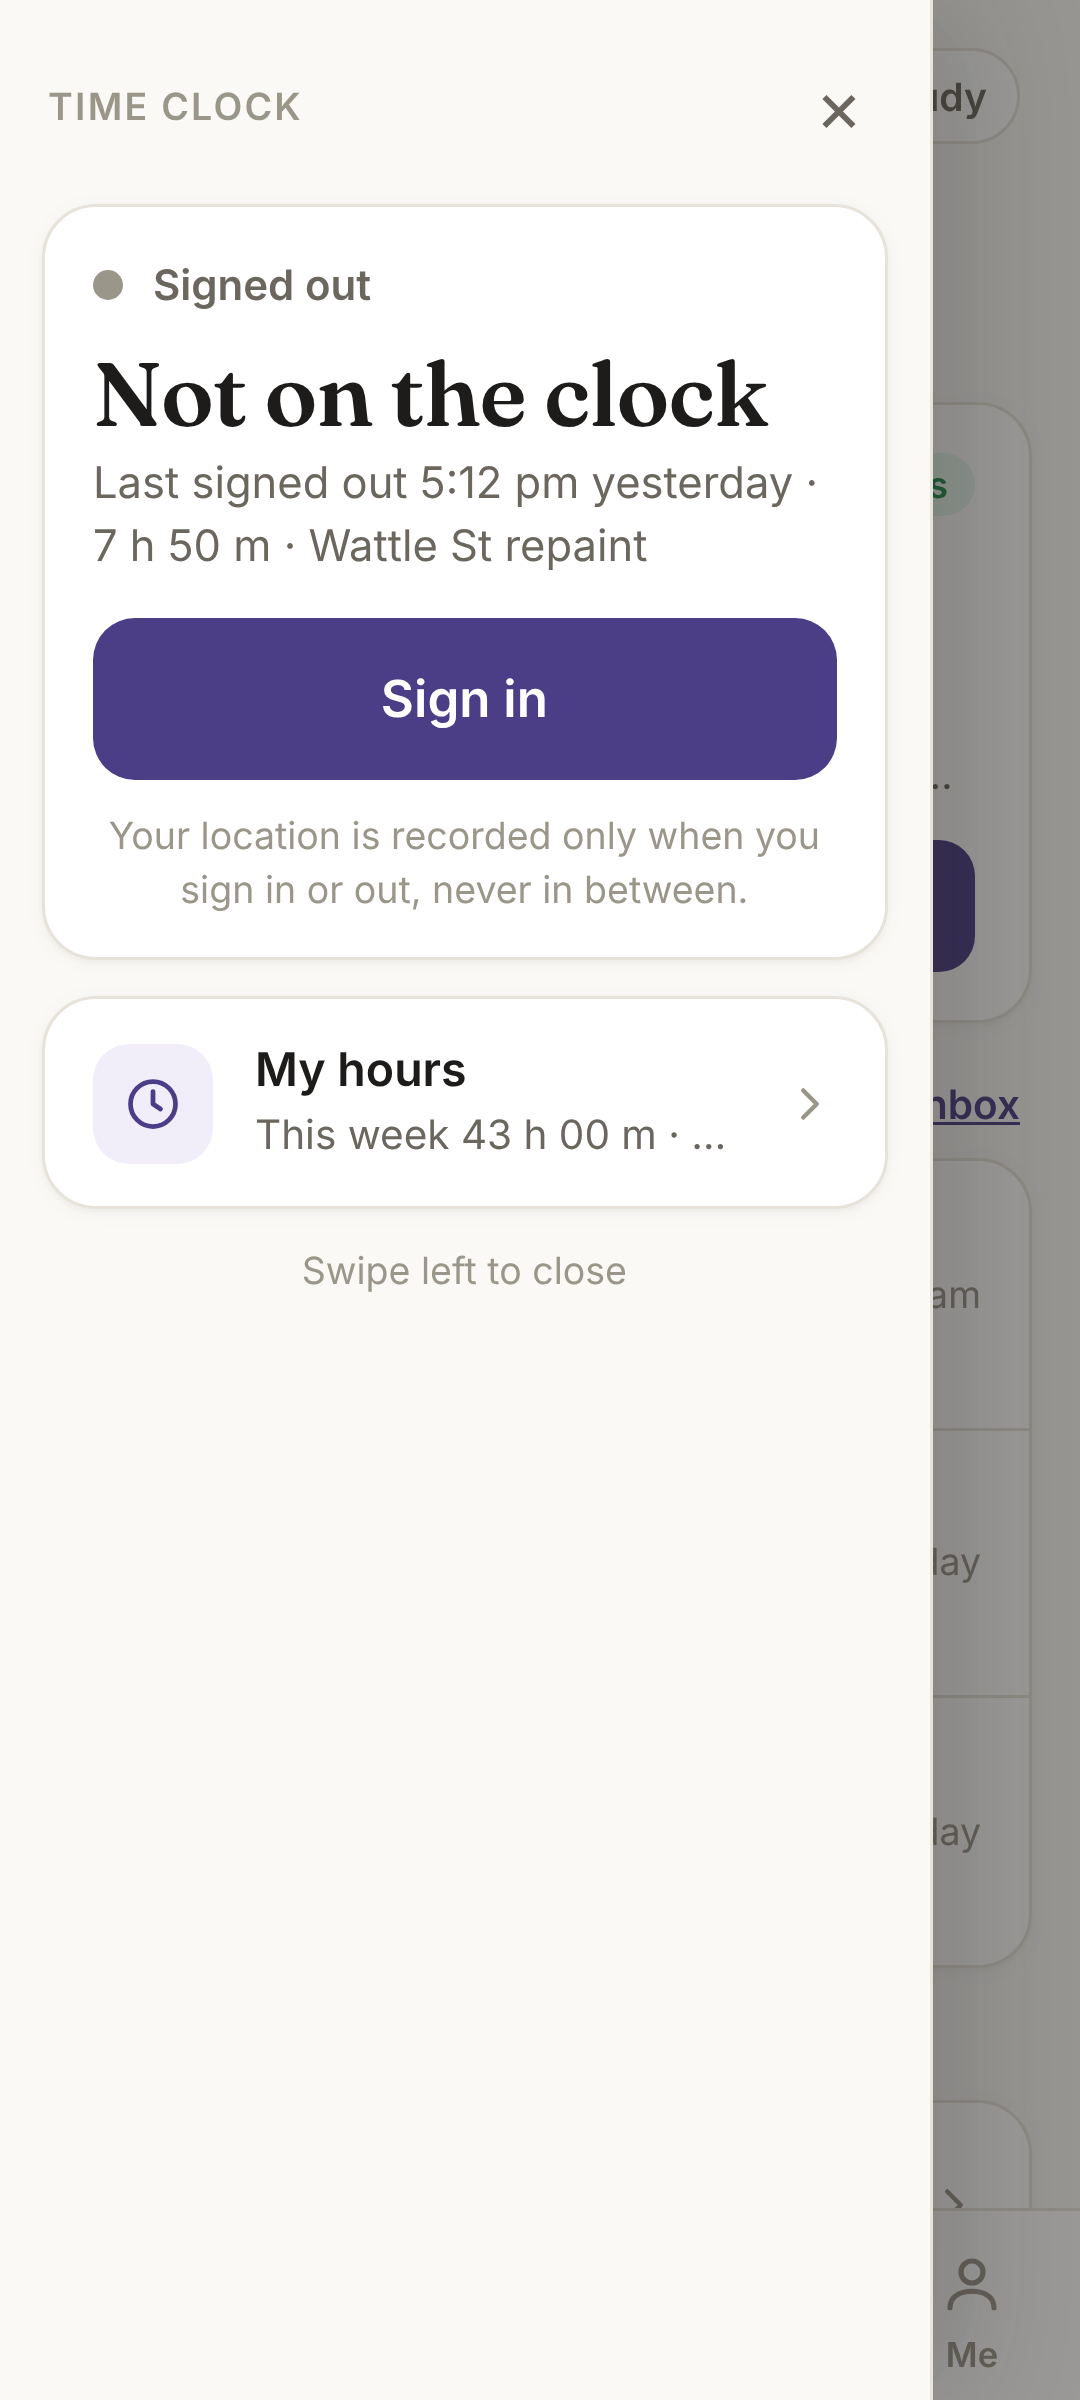 TIME CLOCK
Signed out
Not on the clock
Last signed out 5:12 pm yesterday ·
7 h 50 m · Wattle St repaint
Sign in
Your location is recorded only when you
sign in or out, never in between.
My hours
This week 43 h 00 m · ...
Swipe left to close
Me